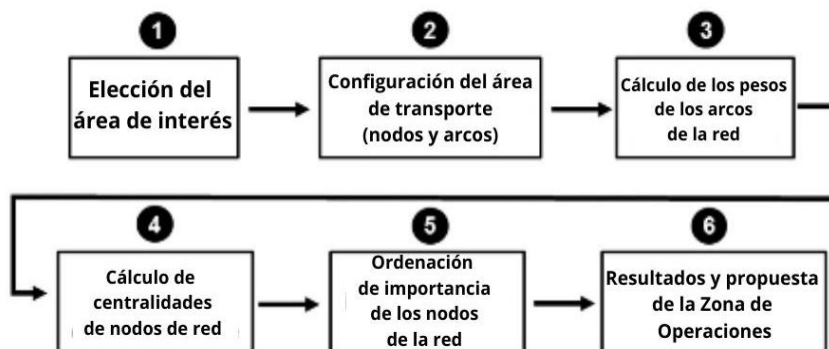 1
Elección del
área de interés
2
Configuración del área
de transporte
(nodos y arcos)
3
Cálculo de los pesos
de los arcos
de la red
4
Cálculo de
centralidades
de nodos de red
5
Ordenación
de importancia
de los nodos
de la red
6
Resultados y propuesta
de la Zona de
Operaciones